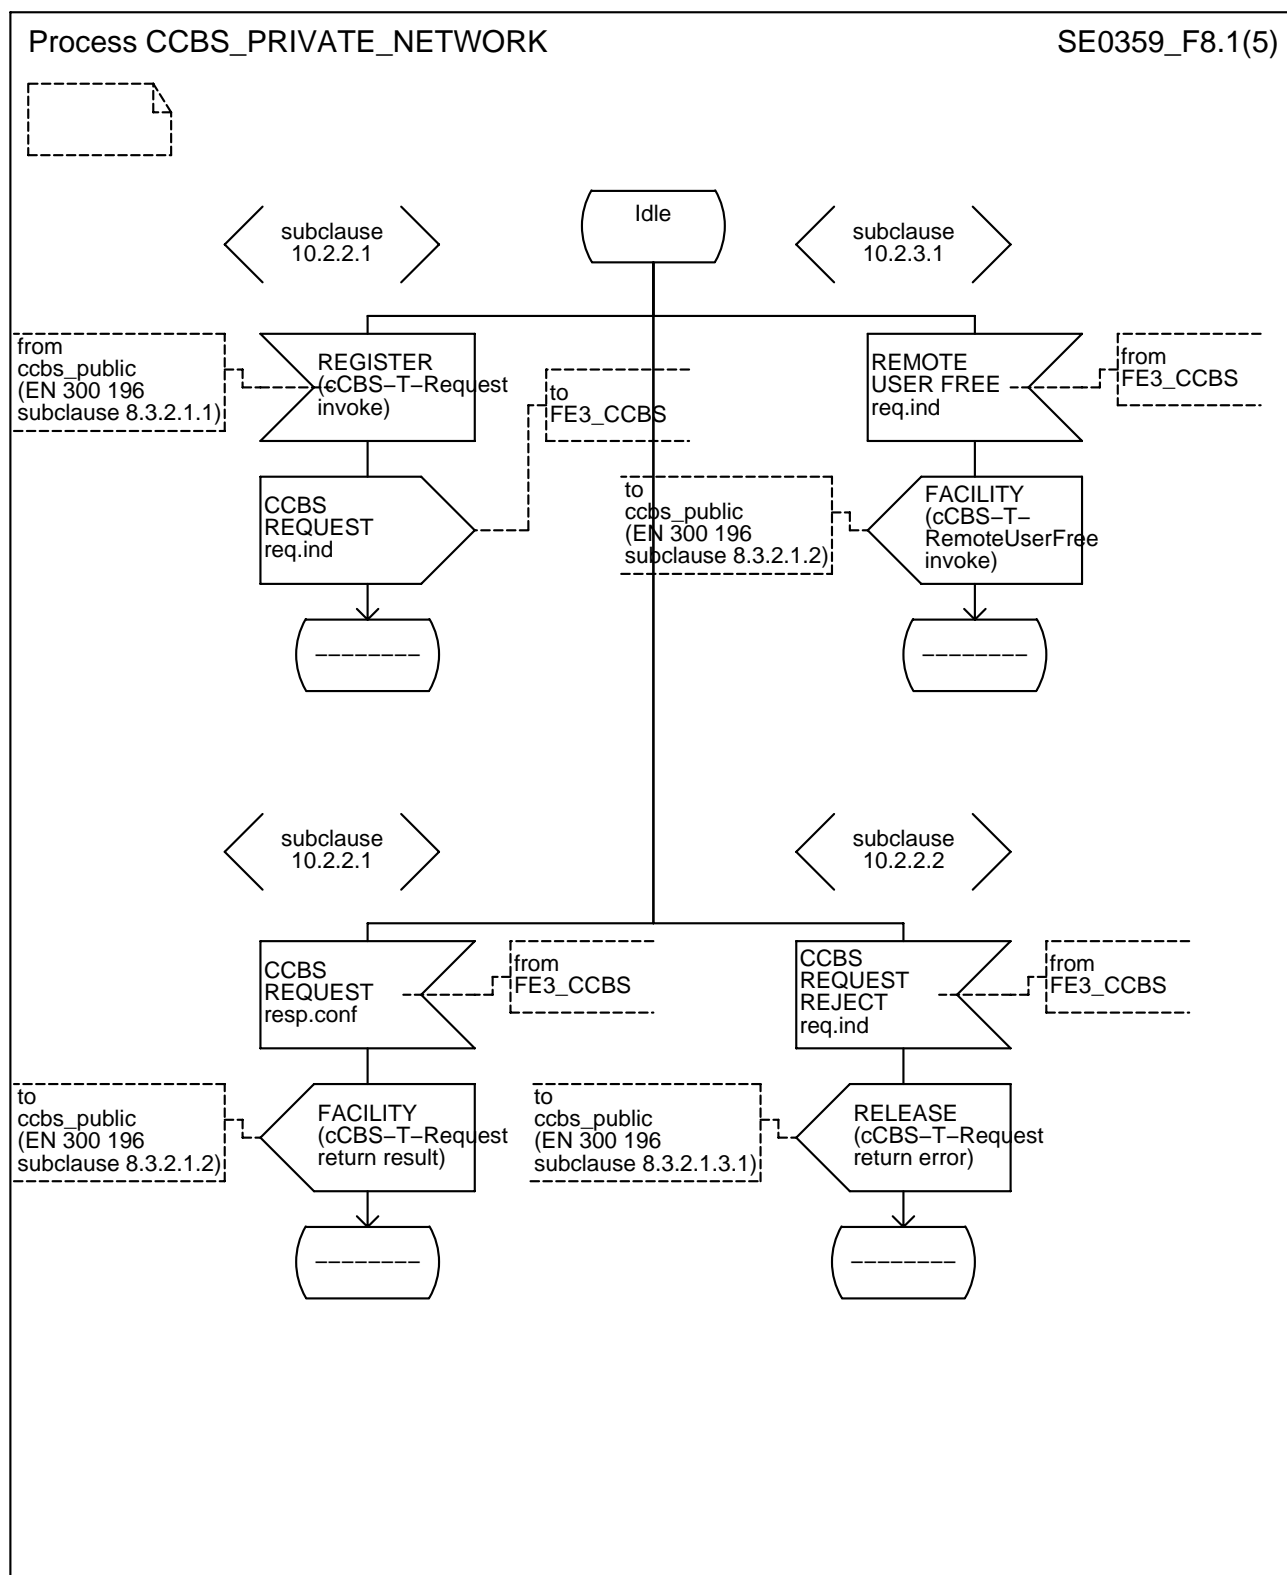 Process CCBS_PRIVATE_NETWORK
SE0359_F8.1(5)
Idle
subclause
10.2.2.1
subclause
10.2.3.1
from
ccbs_public
(EN 300 196
subclause 8.3.2.1.1)
REGISTER
(cCBS–T–Request
invoke)
to
FE3_CCBS
REMOTE
USER FREE
req.ind
from
FE3_CCBS
CCBS
REQUEST
req.ind
to
ccbs_public
(EN 300 196
subclause 8.3.2.1.2)
FACILITY
(cCBS–T–
RemoteUserFree
invoke)
––––––––
––––––––
subclause
10.2.2.1
subclause
10.2.2.2
CCBS
REQUEST
resp.conf
from
FE3_CCBS
CCBS
REQUEST
REJECT
req.ind
from
FE3_CCBS
to
ccbs_public
(EN 300 196
subclause 8.3.2.1.2)
FACILITY
(cCBS–T–Request
return result)
to
ccbs_public
(EN 300 196
subclause 8.3.2.1.3.1)
RELEASE
(cCBS–T–Request
return error)
––––––––
––––––––